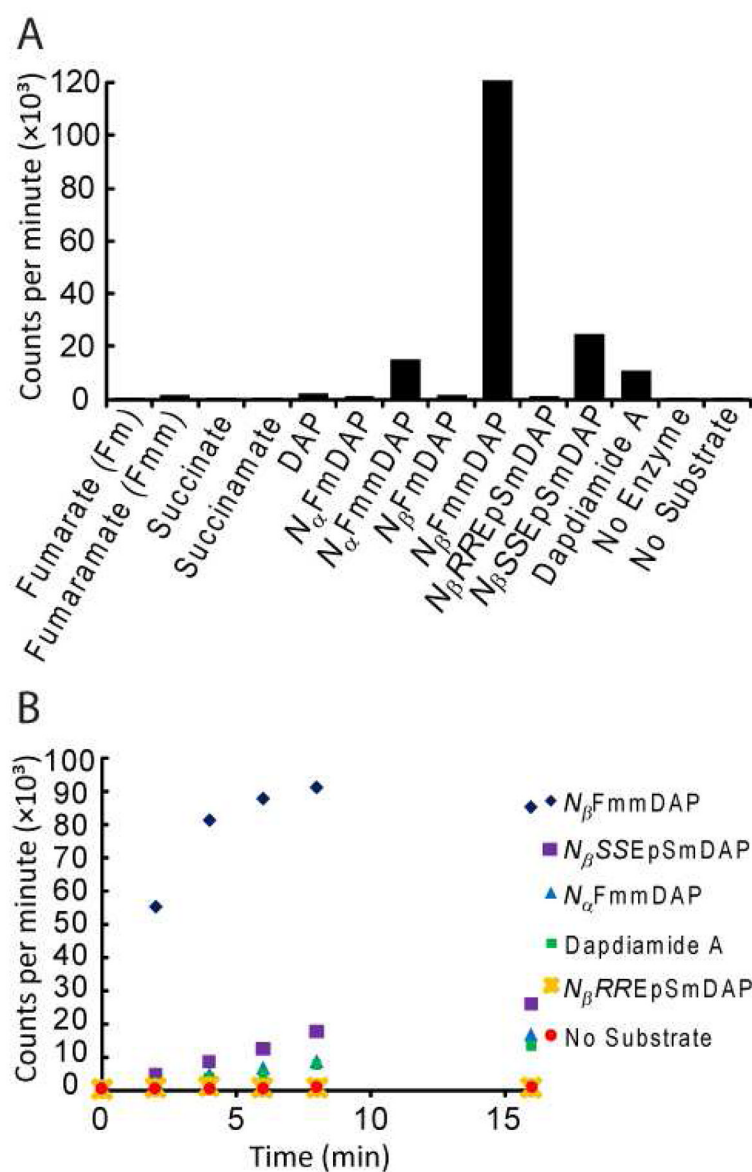 A
Counts per minute (×10³)
120
100
80
60
40
20
0
Fumarate (Fm)
Fumaramate (Fmm)
Succinate
Succinamate
DAP
NαFmDAP
NαFmmDAP
NβFmDAP
NβFmmDAP
NβRREpSmDAP
NβSSEpSmDAP
Dapdiamide A
No Enzyme
No Substrate
B
Counts per minute (×10³)
100
90
80
70
60
50
40
30
20
10
0
0 5 10 15
Time (min)
NβFmmDAP
NβSSEpSmDAP
NαFmmDAP
Dapdiamide A
NβRREpSmDAP
No Substrate